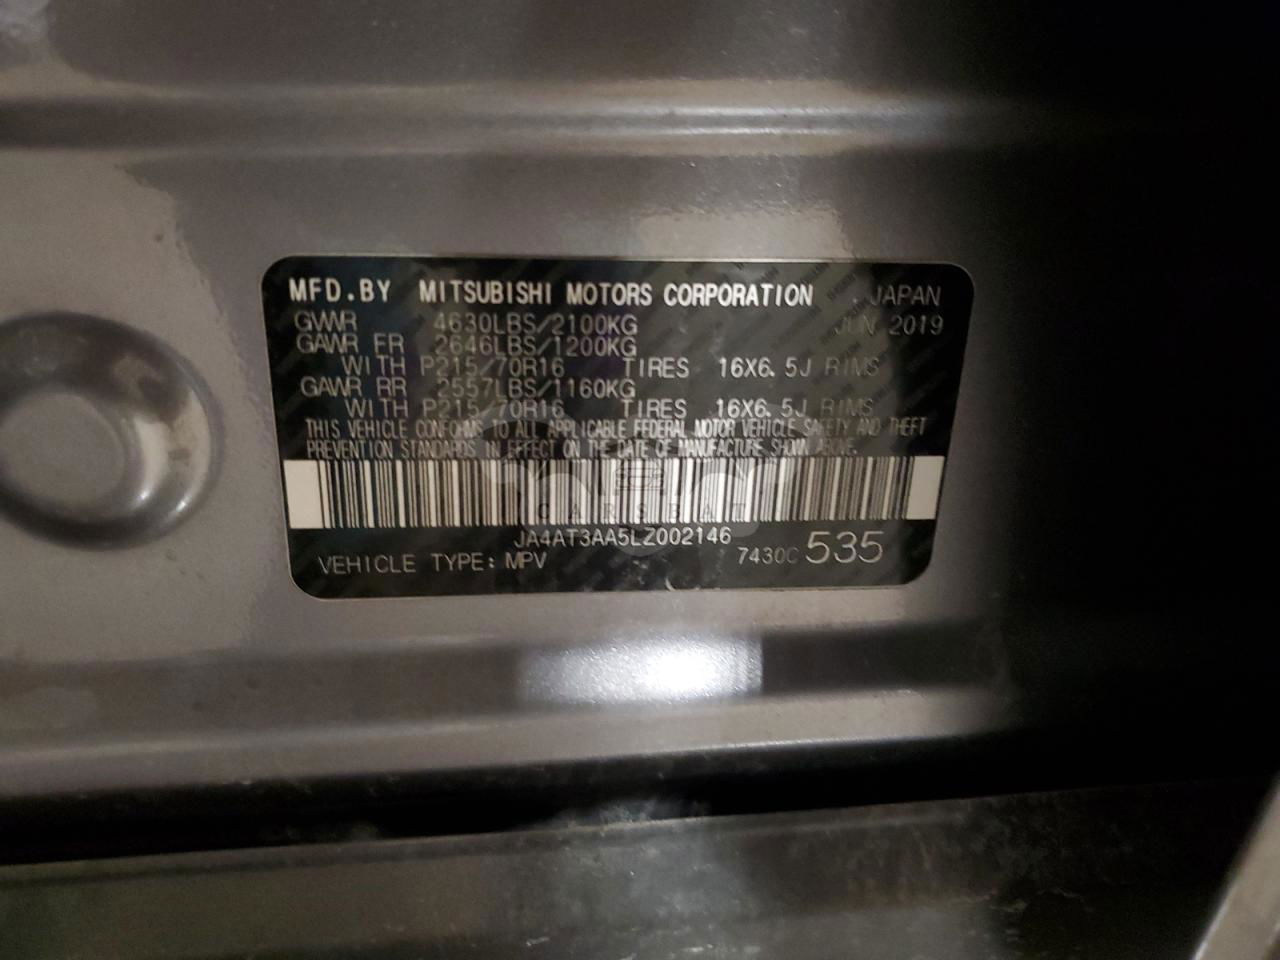 MFD.BY MITSUBISHI MOTORS CORPORATION JAPAN
GVWR 4630LBS/2100KG JUN 2019
GAWR FR 2646LBS/1200KG
WITH P215/70R16 TIRES 16X6.5J RIMS
GAWR RR 2557LBS/1160KG
WITH P215/70R16 TIRES 16X6.5J RIMS
THIS VEHICLE CONFORMS TO ALL APPLICABLE FEDERAL MOTOR VEHICLE SAFETY AND THEFT
PREVENTION STANDARDS IN EFFECT ON THE DATE OF MANUFACTURE SHOWN ABOVE.
CARSBAT
JA4AT3AA5LZ002146
VEHICLE TYPE: MPV 7430C 535